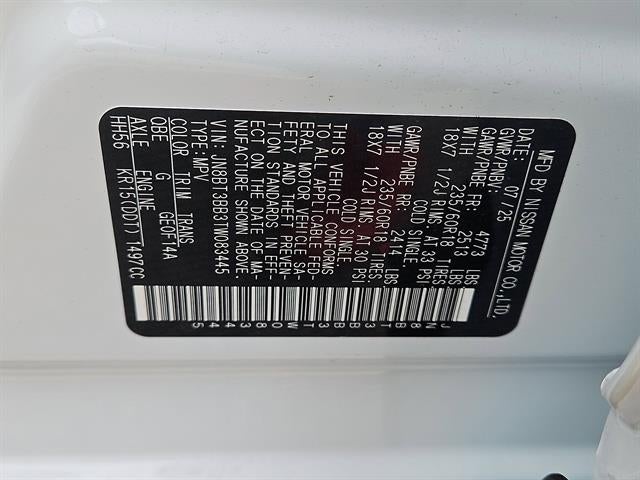 MFD BY NISSAN MOTOR CO.,LTD.
DATE: 07/25
GVWR/PNBV: 4773 LBS
GAWR/PNBE FR: 2513 LBS
WITH 235/60R18 TIRES
18X7 1/2J RIMS, AT 33 PSI
COLD SINGLE
GAWR/PNBE RR: 2414 LBS
WITH 235/60R18 TIRES
18X7 1/2J RIMS, AT 30 PSI
COLD SINGLE
THIS VEHICLE CONFORMS
TO ALL APPLICABLE FED-
ERAL MOTOR VEHICLE SA-
FETY AND THEFT PREVEN-
TION STANDARDS IN EFF-
ECT ON THE DATE OF MA-
NUFACTURE SHOWN ABOVE.
VIN: JN8BT3BB3TW083445
TYPE: MPV
COLOR TRIM TRANS
QBE G GE0F14A
AXLE ENGINE
HH56 KR15(DDT) 1497CC
JN8BT3BB3TW083445